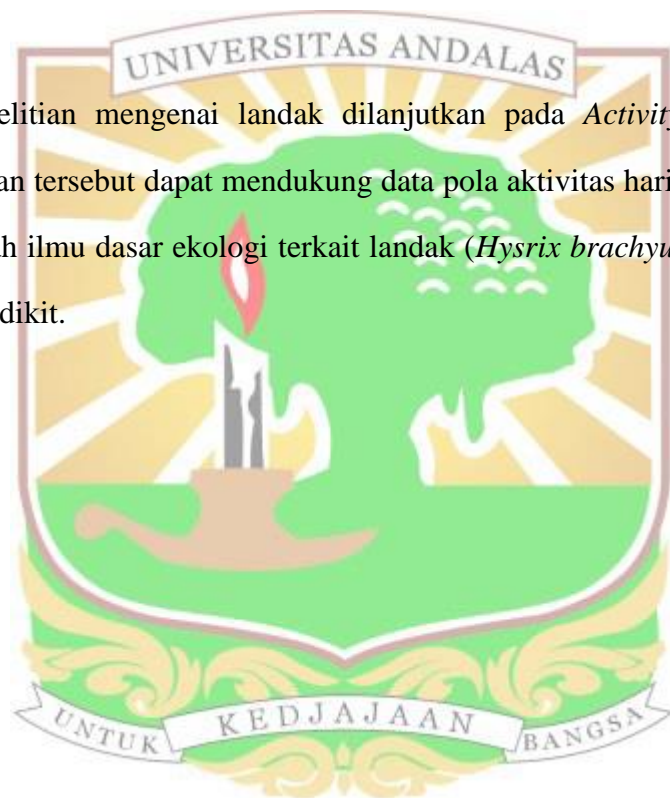 UNIVERSITAS ANDALAS
elitian mengenai landak dilanjutkan pada Activity
an tersebut dapat mendukung data pola aktivitas hari
ah ilmu dasar ekologi terkait landak (Hysrix brachyu
dikit.
UNTUK KEDJAJAAN BANGSA